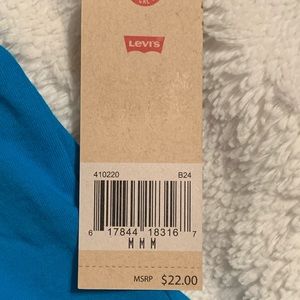 LEVI'S
410220 B24
6 17844 18316 7
M M M
MSRP $22.00